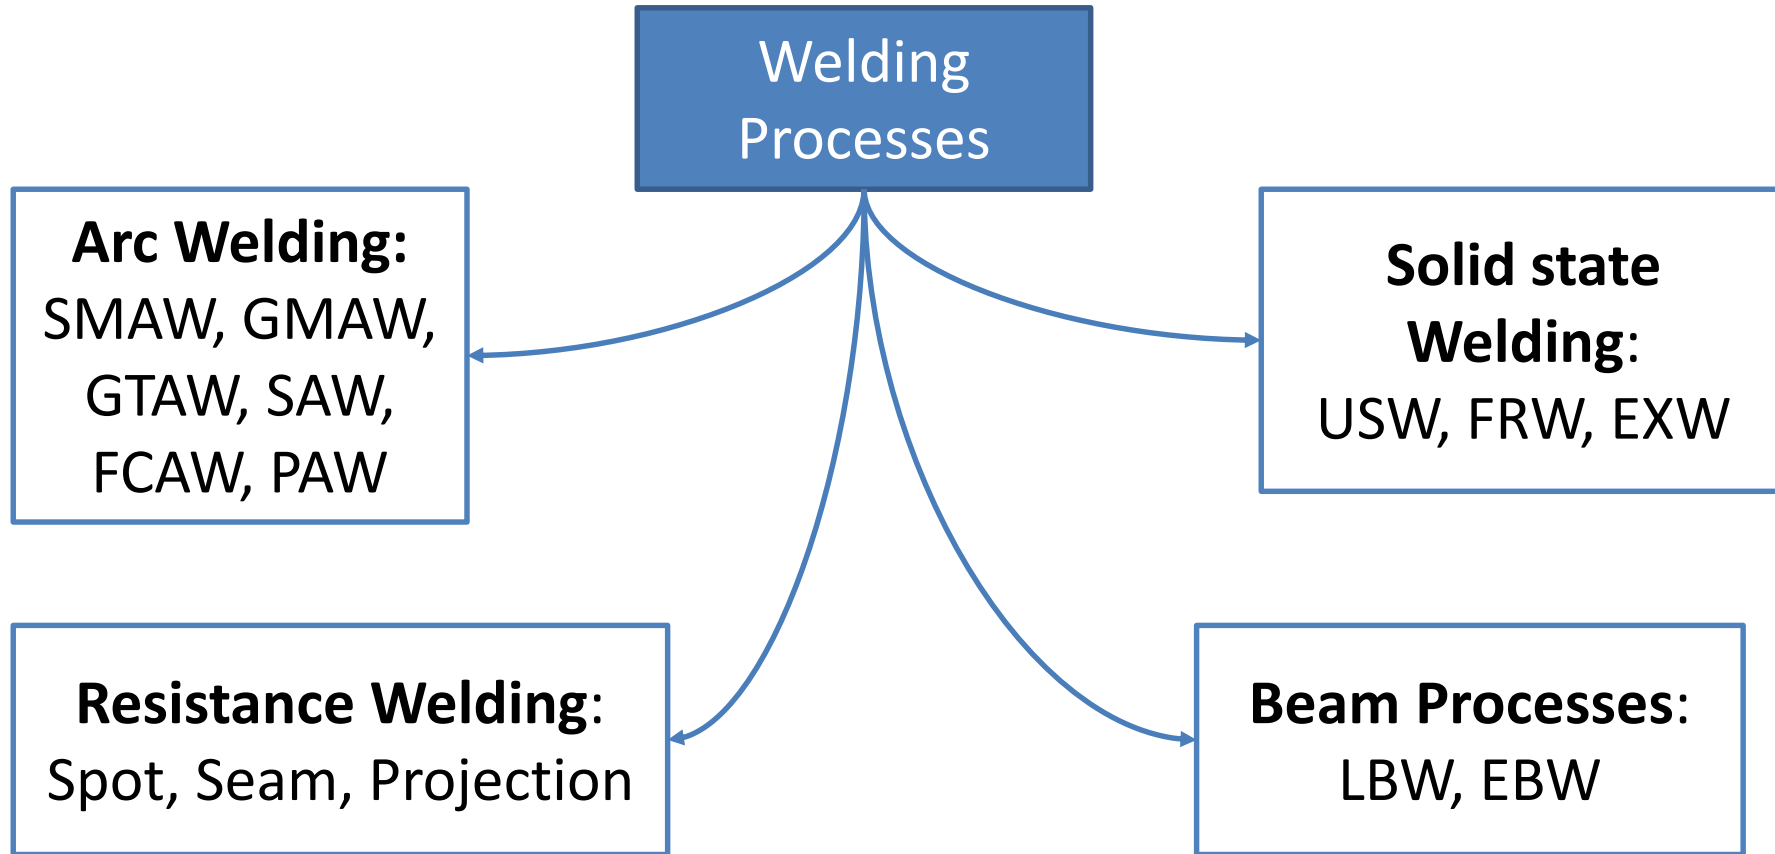 Welding
Processes
Arc Welding:
SMAW, GMAW,
GTAW, SAW,
FCAW, PAW
Solid state
Welding:
USW, FRW, EXW
Resistance Welding:
Spot, Seam, Projection
Beam Processes:
LBW, EBW